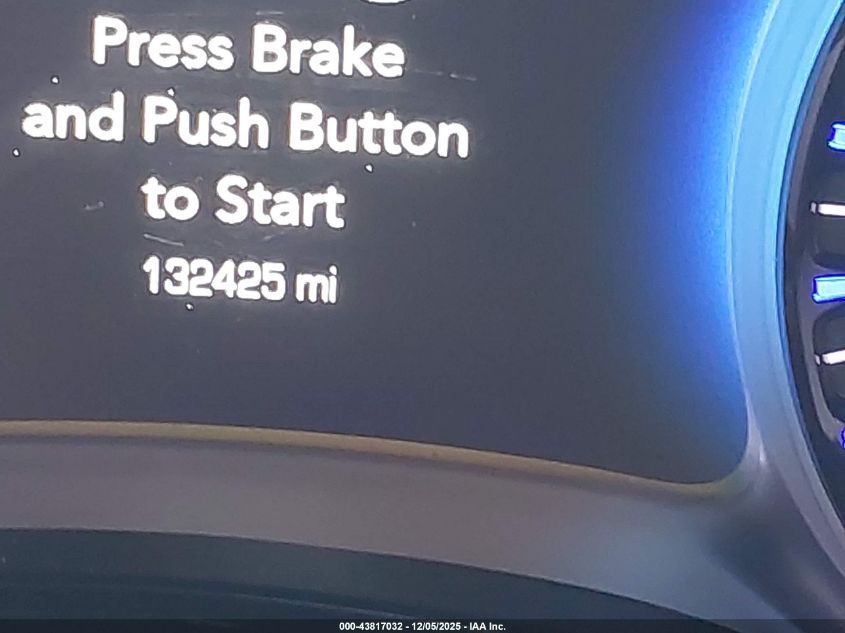 Press Brake
and Push Button
to Start
132425 mi
000-43817032 - 12/05/2025 - IAA Inc.